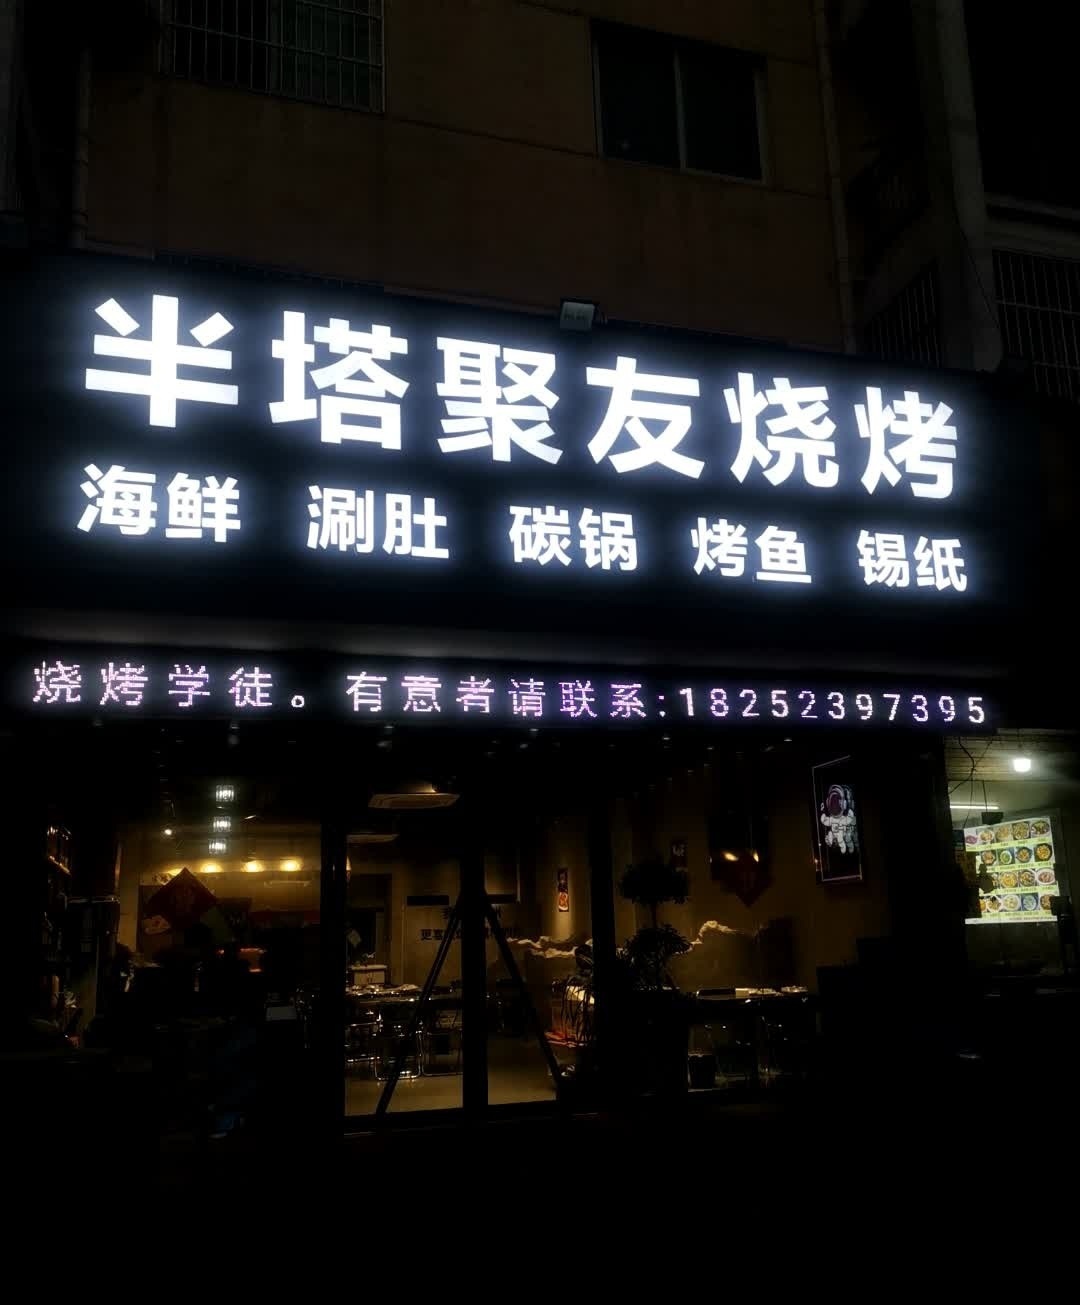 半塔聚友烧烤
海鲜 涮肚 碳锅 烤鱼 锡纸
烧烤学徒。有意者请联系:18252397395